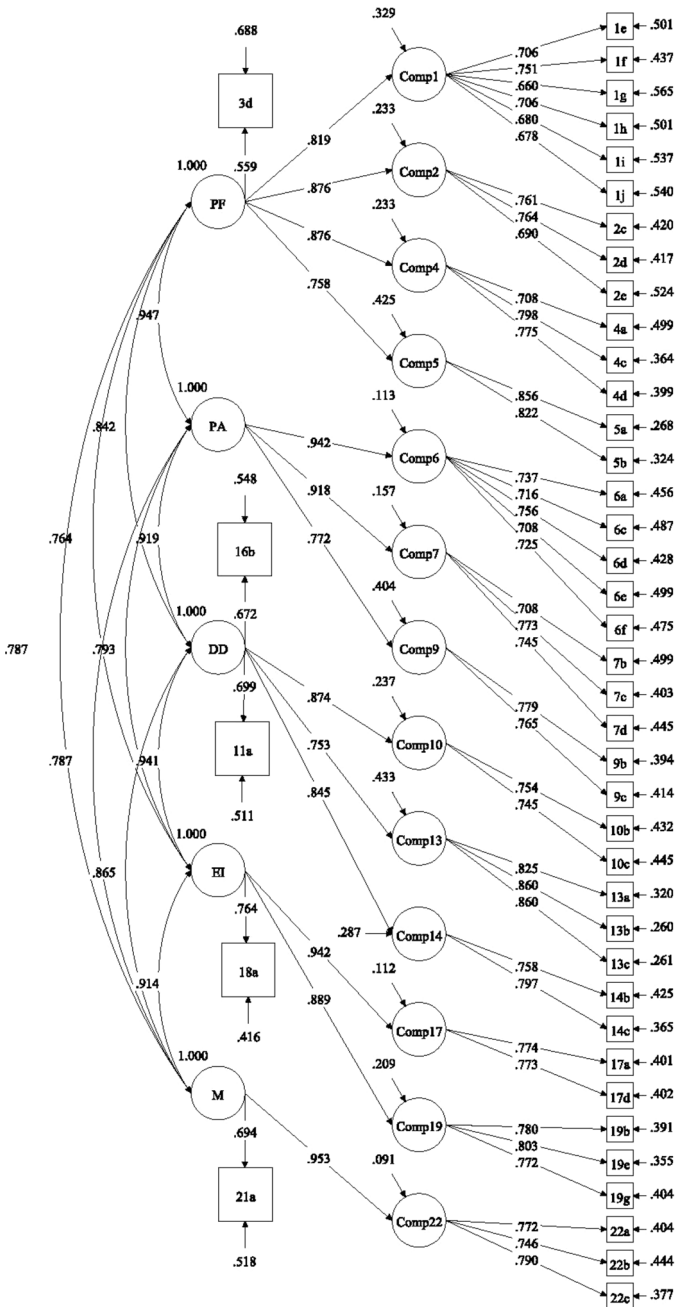 .329
.706
1e
.501
.688
.751
1f
.437
Comp1
.660
1g
.565
3d
.706
1h
.501
.233
.680
1i
.537
.819
.678
1j
.540
1.000
.559
Comp2
.761
2c
.420
PF
.876
.764
2d
.417
.233
.690
2e
.524
.876
Comp4
.708
4a
.499
.758
.798
4c
.364
.947
.425
.775
4d
.399
Comp5
1.000
.856
5a
.268
.113
.822
5b
.324
.842
PA
.942
Comp6
.737
6a
.456
.548
.918
.716
6c
.487
.157
.756
6d
.428
.764
.919
16b
.772
.708
6e
.499
Comp7
.725
6f
.475
1.000
.672
.404
.708
7b
.499
.787
.793
DD
.773
7c
.403
Comp9
.745
7d
.445
.699
.874
.237
.779
9b
.394
.787
.941
11a
.753
Comp10
.765
9c
.414
.845
.754
10b
.432
.511
.433
.745
10c
.445
1.000
Comp13
.825
13a
.320
.865
EI
.860
13b
.260
.764
.860
13c
.261
.287
Comp14
.942
.758
14b
.425
.914
18a
.112
.797
14c
.365
.889
.416
Comp17
.774
17a
.401
1.000
.773
17d
.402
M
.209
.780
19b
.391
.694
Comp19
.803
19e
.355
.953
.091
.772
19g
.404
21a
Comp22
.772
22a
.404
.746
22b
.444
.518
.790
22c
.377